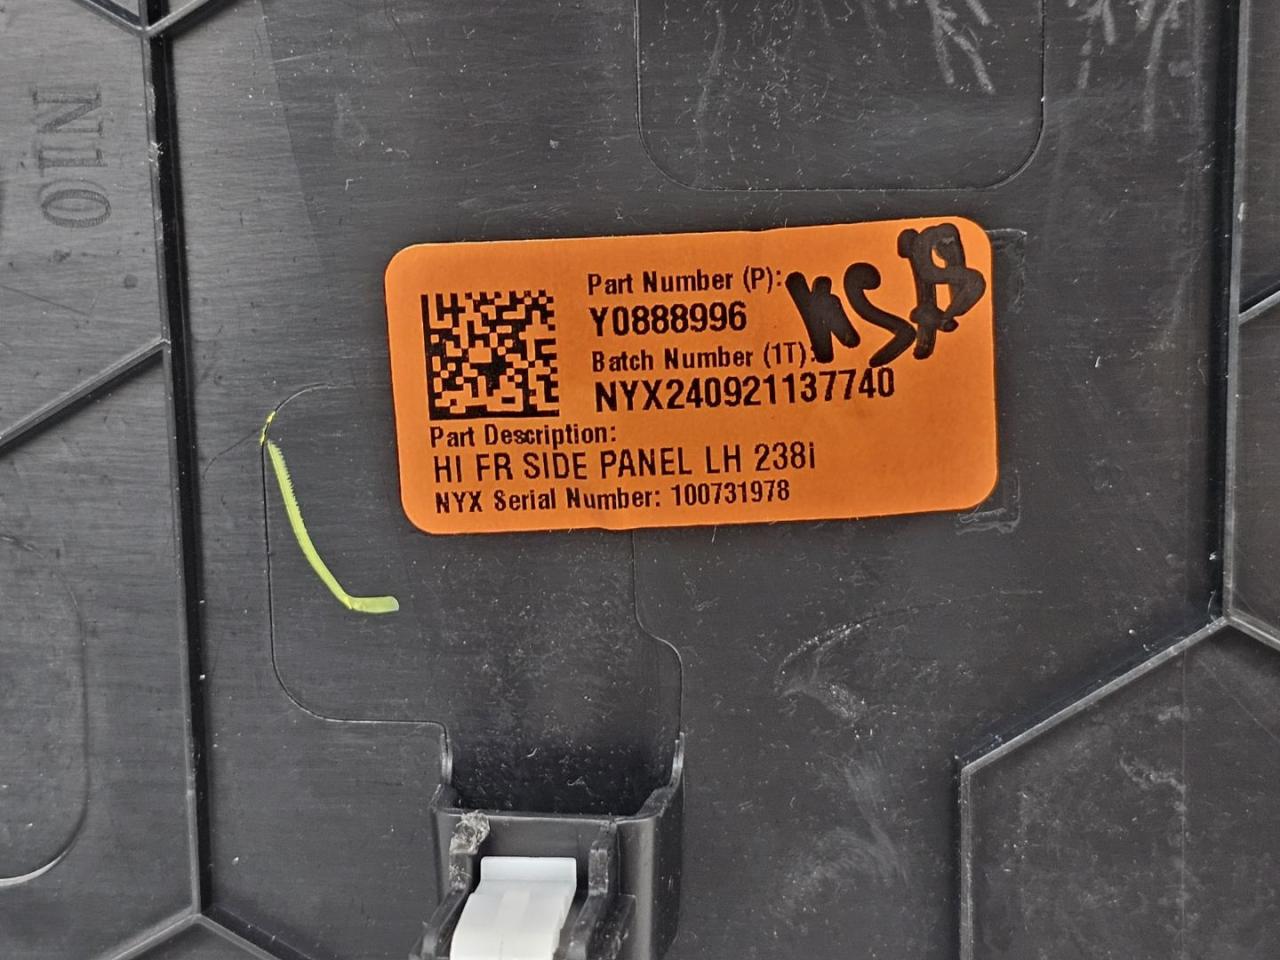 Part Number (P):
Y0888996
Batch Number (1T):
NYX240921137740
Part Description:
HI FR SIDE PANEL LH 238i
NYX Serial Number: 100731978